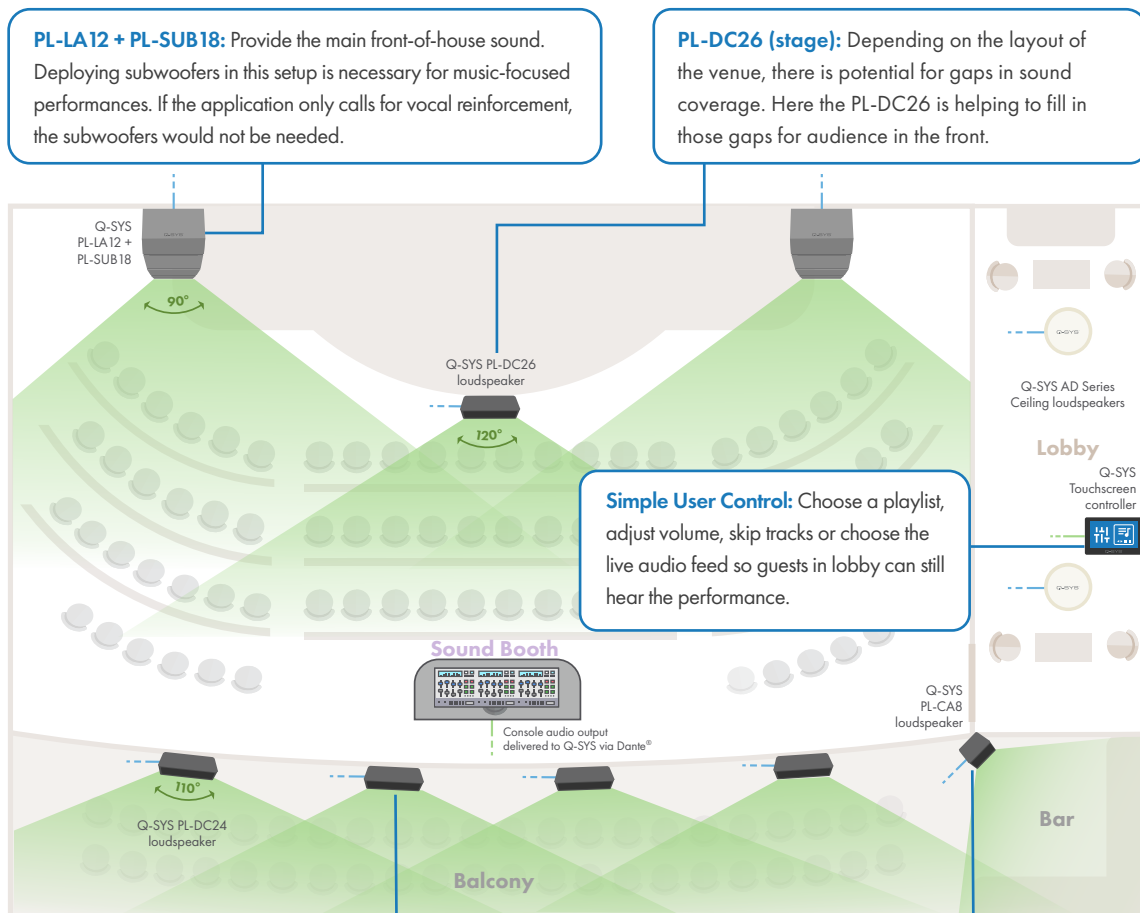 PL-LA12 + PL-SUB18: Provide the main front-of-house sound.
Deploying subwoofers in this setup is necessary for music-focused
performances. If the application only calls for vocal reinforcement,
the subwoofers would not be needed.
PL-DC26 (stage): Depending on the layout of
the venue, there is potential for gaps in sound
coverage. Here the PL-DC26 is helping to fill in
those gaps for audience in the front.
Q-SYS
PL-LA12 +
PL-SUB18
Q-SYS
Q-SYS
90°
Q-SYS PL-DC26
loudspeaker
120°
Q-SYS
Q-SYS AD Series
Ceiling loudspeakers
Lobby
Q-SYS
Touchscreen
controller
Q-SYS
Q-SYS
Simple User Control: Choose a playlist,
adjust volume, skip tracks or choose the
live audio feed so guests in lobby can still
hear the performance.
Sound Booth
Console audio output
delivered to Q-SYS via Dante®
Q-SYS
PL-CA8
loudspeaker
110°
Q-SYS PL-DC24
loudspeaker
Balcony
Bar